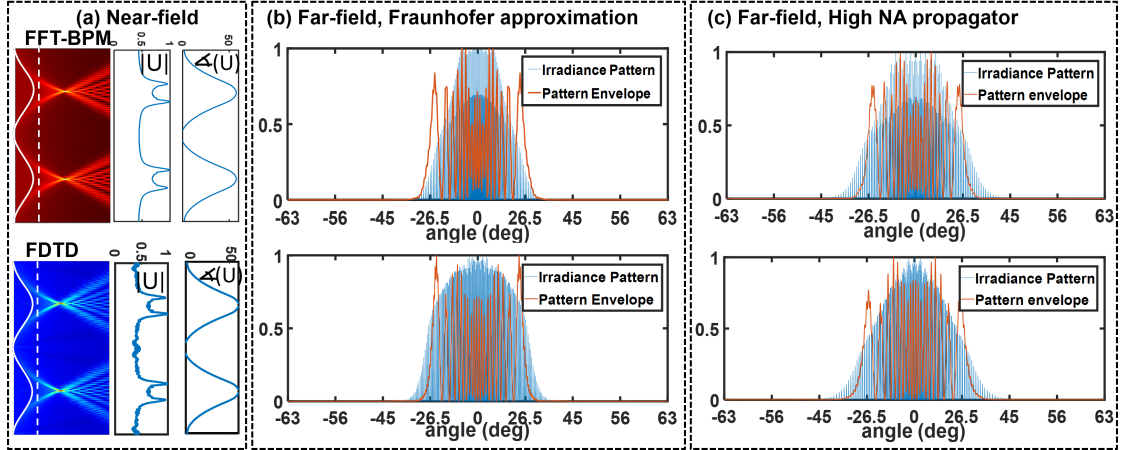 (a) Near-field
FFT-BPM
0
0.5
1
|U|
0
50
∡(U)
FDTD
0
0.5
1
|U|
0
50
∡(U)
(b) Far-field, Fraunhofer approximation
1
0.5
0
Irradiance Pattern
Pattern Envelope
-63 -56 -45 -26.5 0 26.5 45 56 63
angle (deg)
1
0.5
0
Irradiance Pattern
Pattern Envelope
-63 -56 -45 -26.5 0 26.5 45 56 63
angle (deg)
(c) Far-field, High NA propagator
1
0.5
0
Irradiance Pattern
Pattern envelope
-63 -56 -45 -26.5 0 26.5 45 56 63
angle (deg)
1
0.5
0
Irradiance Pattern
Pattern envelope
-63 -56 -45 -26.5 0 26.5 45 56 63
angle (deg)